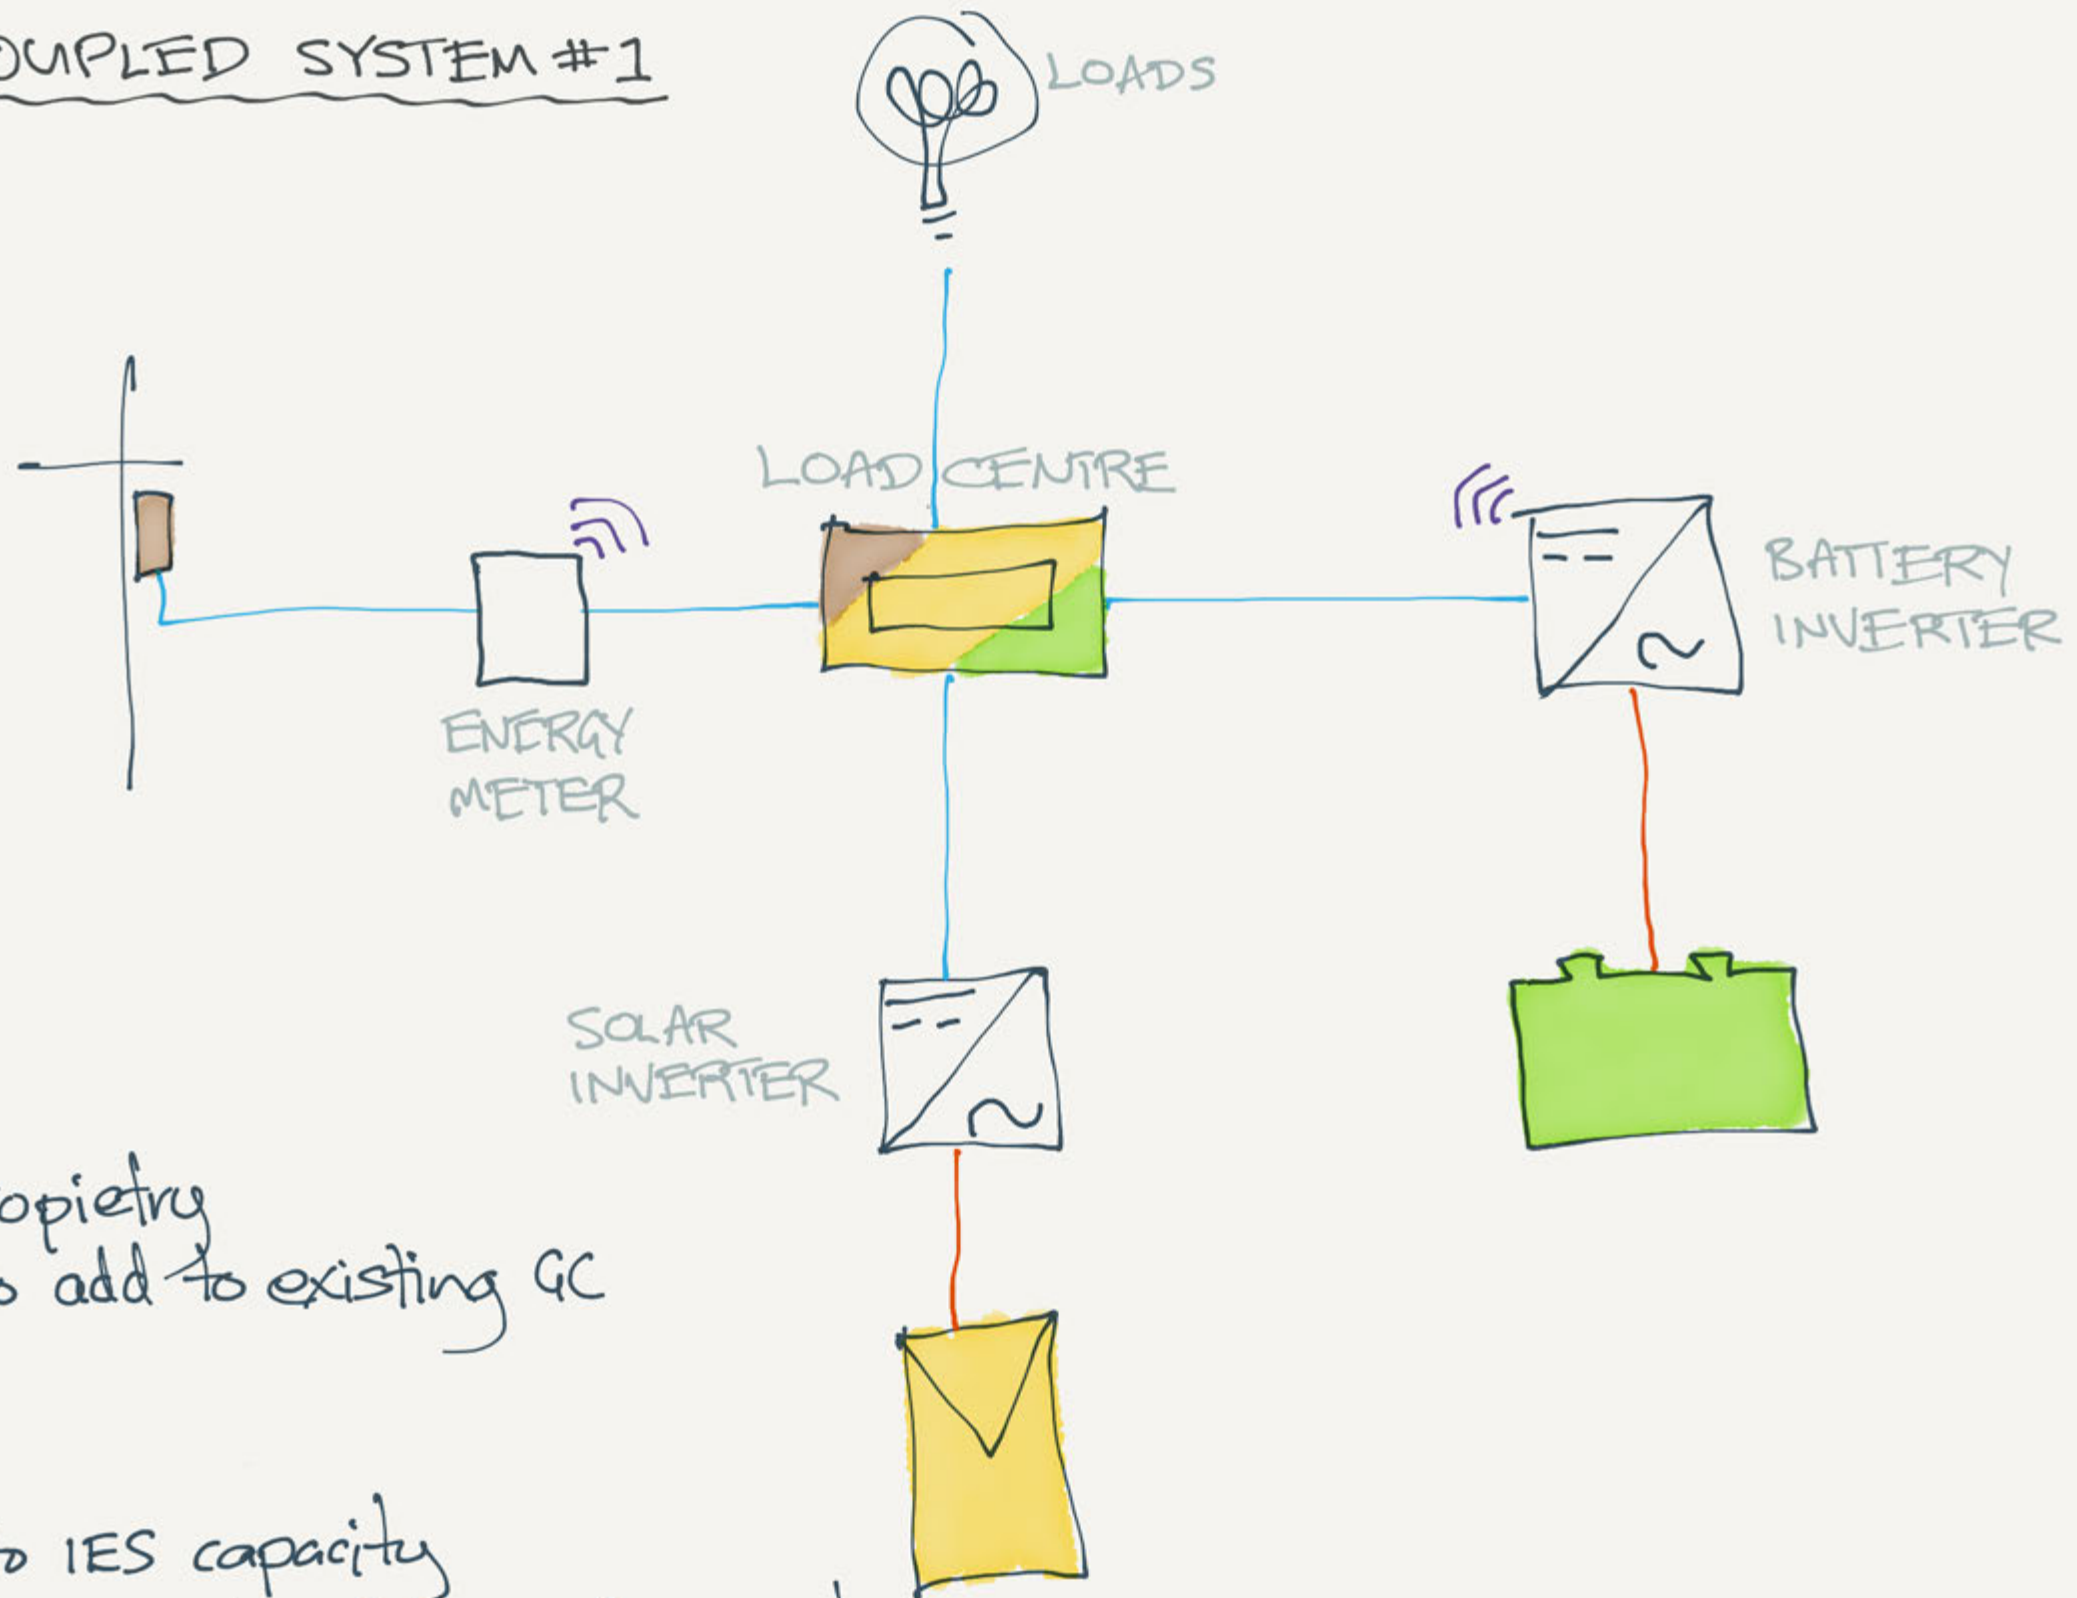 OUPLED SYSTEM #1
LOADS
LOAD CENTRE
BATTERY
INVERTER
ENERGY
METER
SOLAR
INVERTER
opietry
o add to existing GC
o IES capacity